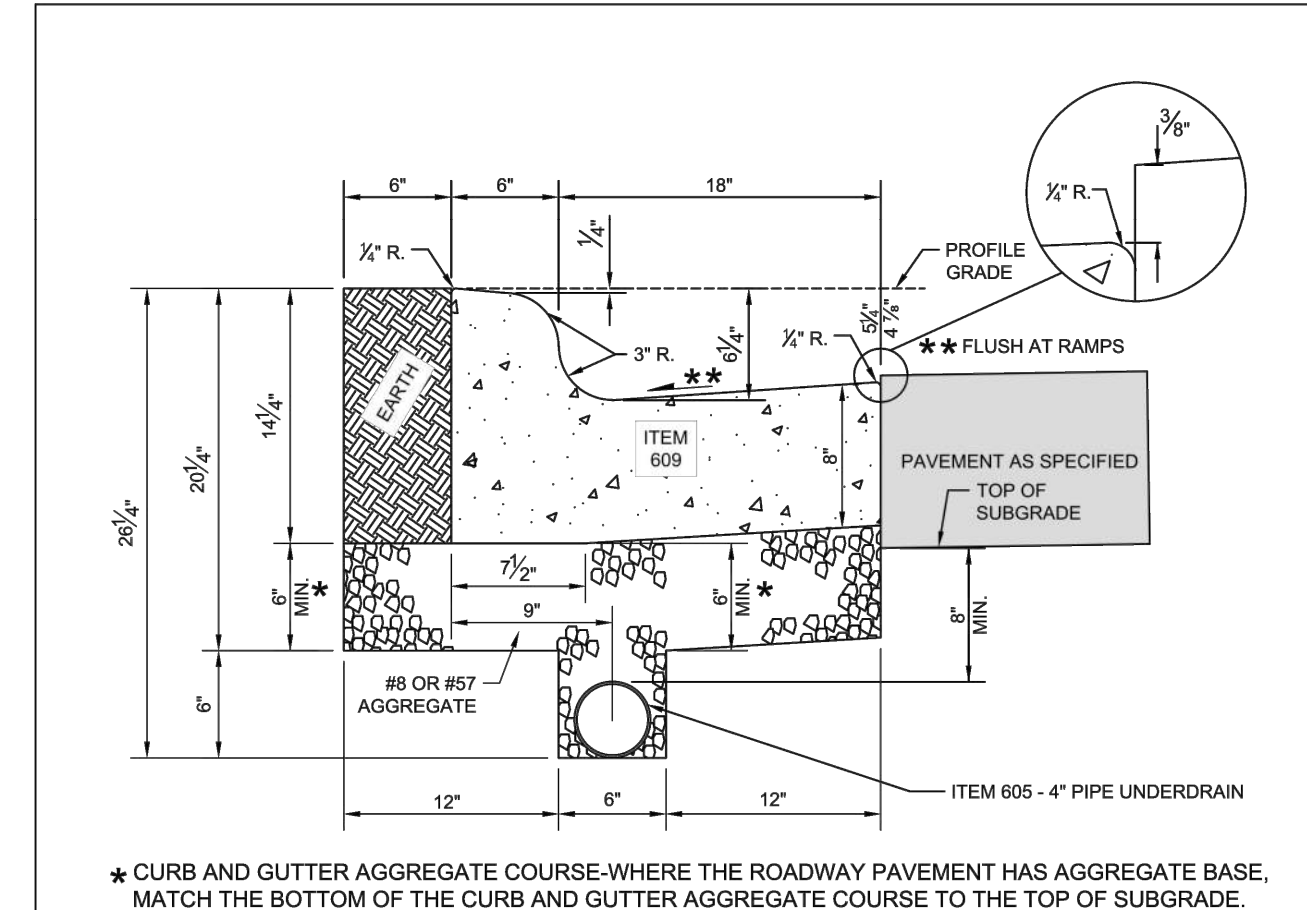 3/8"
1/4" R.
6"
6"
18"
1/4"
1/4" R.
PROFILE
GRADE
5 1/4"
4 7/8"
6 1/4"
1/4" R.
** FLUSH AT RAMPS
3" R.
**
EARTH
14 1/4"
20 1/4"
26 1/4"
ITEM
609
8"
PAVEMENT AS SPECIFIED
TOP OF
SUBGRADE
7 1/2"
6"
MIN. *
9"
6"
MIN. *
8"
MIN.
#8 OR #57
AGGREGATE
6"
ITEM 605 - 4" PIPE UNDERDRAIN
12"
6"
12"
* CURB AND GUTTER AGGREGATE COURSE-WHERE THE ROADWAY PAVEMENT HAS AGGREGATE BASE,
MATCH THE BOTTOM OF THE CURB AND GUTTER AGGREGATE COURSE TO THE TOP OF SUBGRADE.